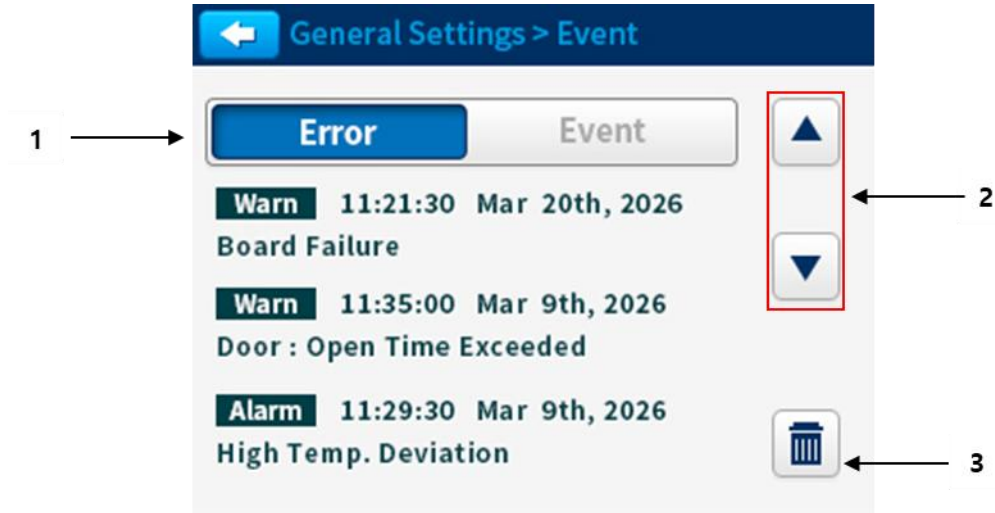 General Settings > Event
1
Error Event
2
Warn 11:21:30 Mar 20th, 2026
Board Failure
Warn 11:35:00 Mar 9th, 2026
Door : Open Time Exceeded
Alarm 11:29:30 Mar 9th, 2026
High Temp. Deviation
3